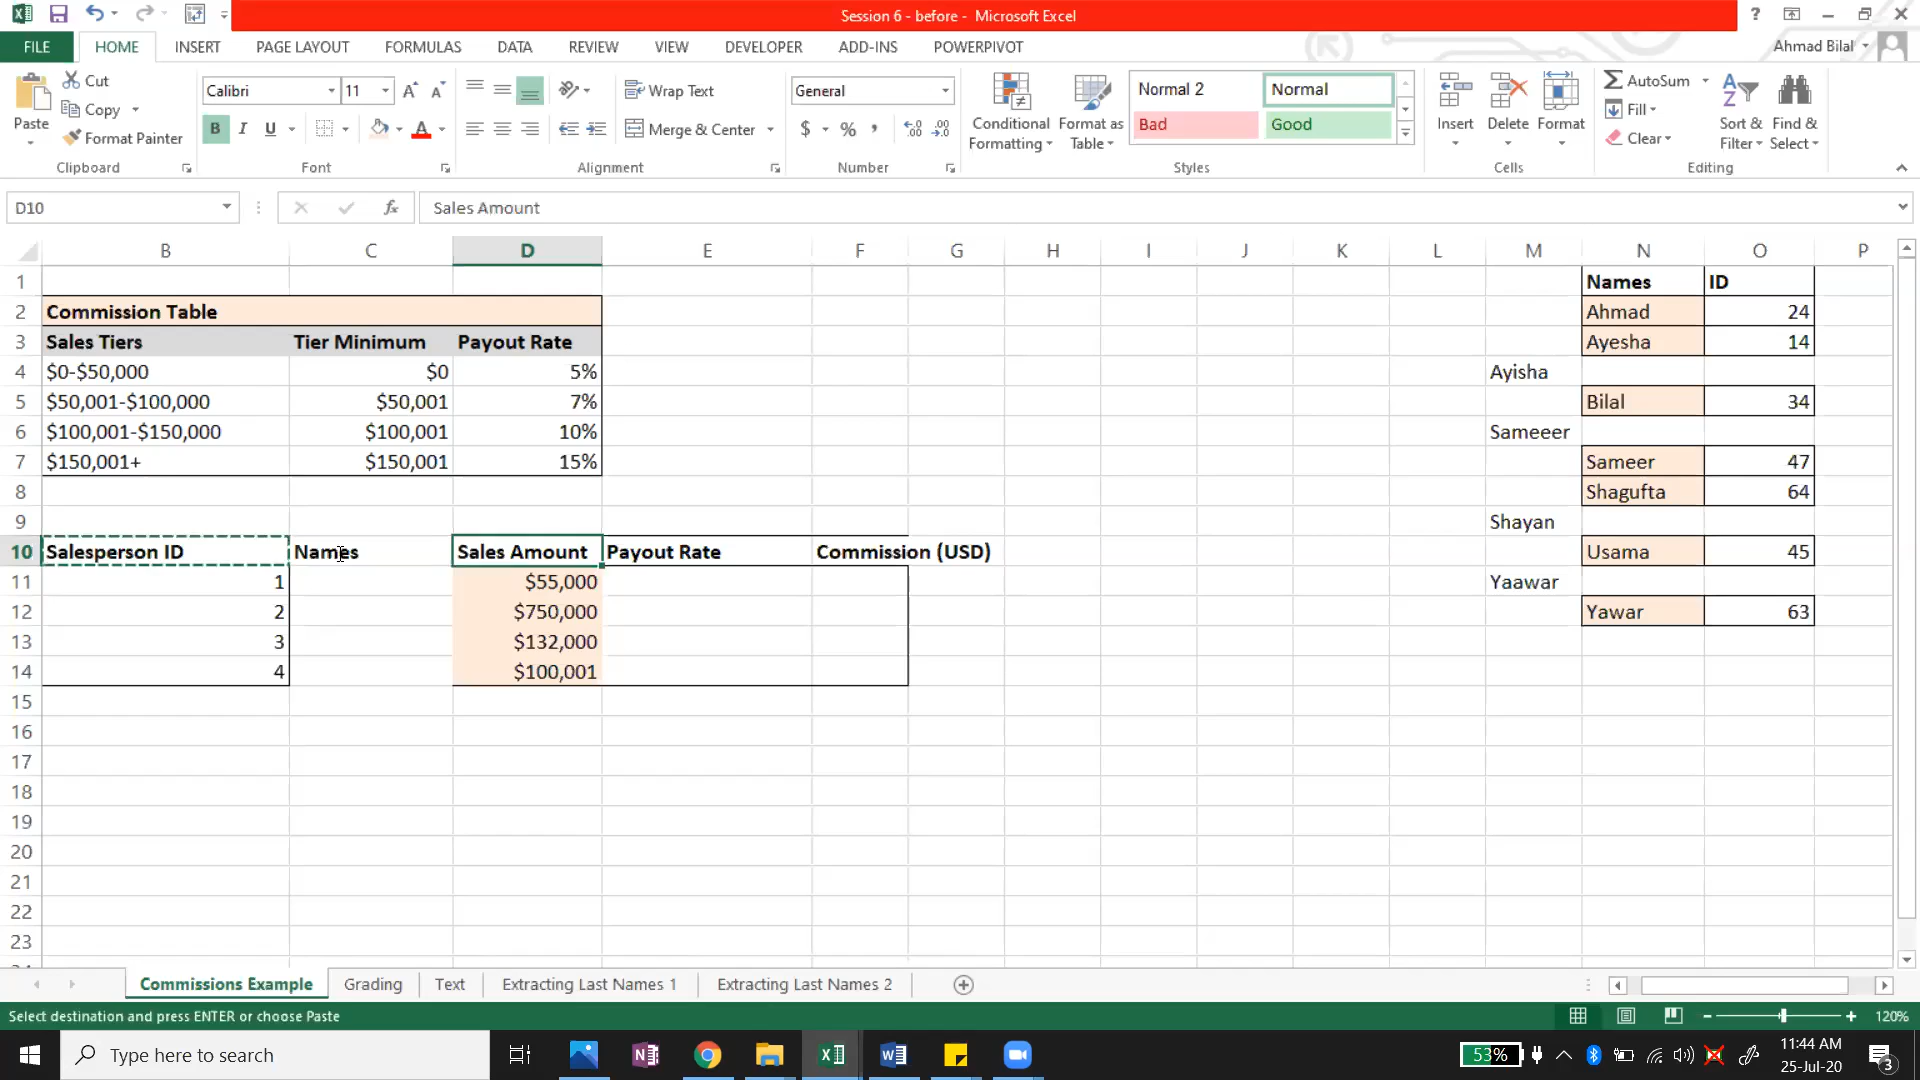 Session 6 - before - Microsoft Excel
?
FILE HOME INSERT PAGE LAYOUT FORMULAS DATA REVIEW VIEW DEVELOPER ADD-INS POWERPIVOT Ahmad Bilal
Paste
Cut
Copy
Format Painter
Clipboard
Calibri 11
B I U
Font
Wrap Text
Merge & Center
Alignment
General
$ % ,
Number
Conditional Formatting
Format as Table
Normal 2 Normal
Bad Good
Styles
Insert Delete Format
Cells
AutoSum
Fill
Clear
Sort & Filter
Find & Select
Editing
D10 fx Sales Amount
B C D E F G H I J K L M N O P
1 Names ID
2 Commission Table Ahmad 24
3 Sales Tiers Tier Minimum Payout Rate Ayesha 14
4 $0-$50,000 $0 5% Ayisha
5 $50,001-$100,000 $50,001 7% Bilal 34
6 $100,001-$150,000 $100,001 10% Sameeer
7 $150,001+ $150,001 15% Sameer 47
8 Shagufta 64
9 Shayan
10 Salesperson ID Names Sales Amount Payout Rate Commission (USD) Usama 45
11 1 $55,000 Yaawar
12 2 $750,000 Yawar 63
13 3 $132,000
14 4 $100,001
15
16
17
18
19
20
21
22
23
Commissions Example Grading Text Extracting Last Names 1 Extracting Last Names 2
Select destination and press ENTER or choose Paste 120%
Type here to search 53% 11:44 AM
25-Jul-20 3